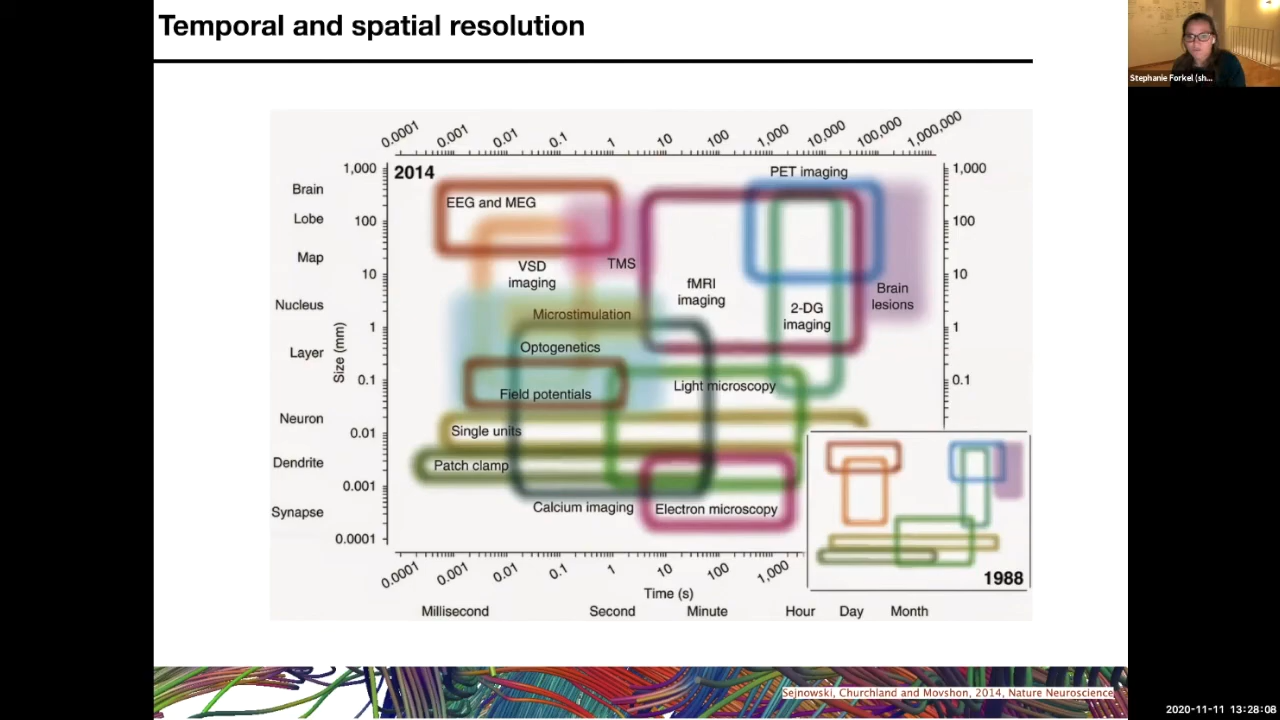 Temporal and spatial resolution
Stephanie Forkel (sh...
0.0001 0.001 0.01 0.1 1 10 100 1,000 10,000 100,000 1,000,000
2014
PET imaging
1,000 1,000
Brain
EEG and MEG
Lobe 100 100
Map
VSD
imaging
TMS
10 10
fMRI
imaging
Brain
lesions
Nucleus
2-DG
imaging
Microstimulation
1 1
Optogenetics
Layer
Size (mm)
0.1 0.1
Light microscopy
Field potentials
Neuron
0.01
Single units
Dendrite
Patch clamp
0.001
Calcium imaging
Electron microscopy
Synapse
0.0001
0.0001 0.001 0.01 0.1 1 10 100 1,000
1988
Time (s)
Millisecond Second Minute Hour Day Month
Sejnowski, Churchland and Movshon, 2014, Nature Neuroscience
2020-11-11 13:28:08